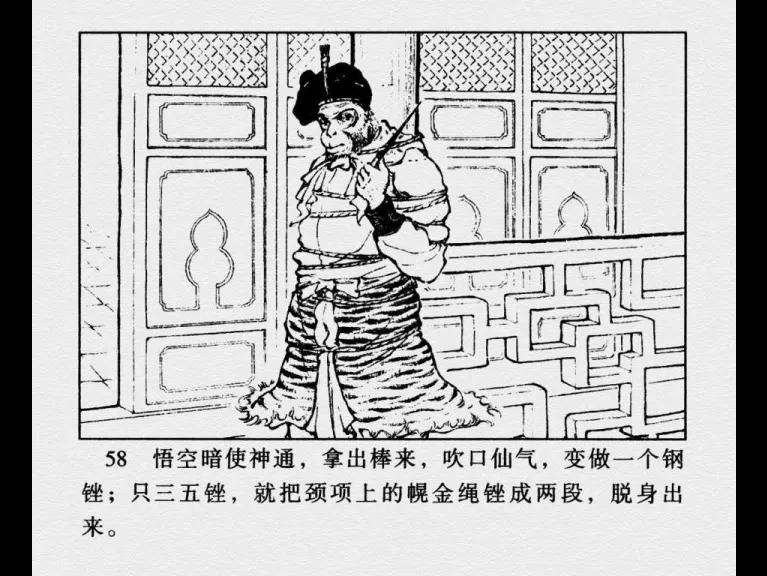 58 悟空暗使神通，拿出棒来，吹口仙气，变做一个钢
锉；只三五锉，就把颈项上的幌金绳锉成两段，脱身出
来。